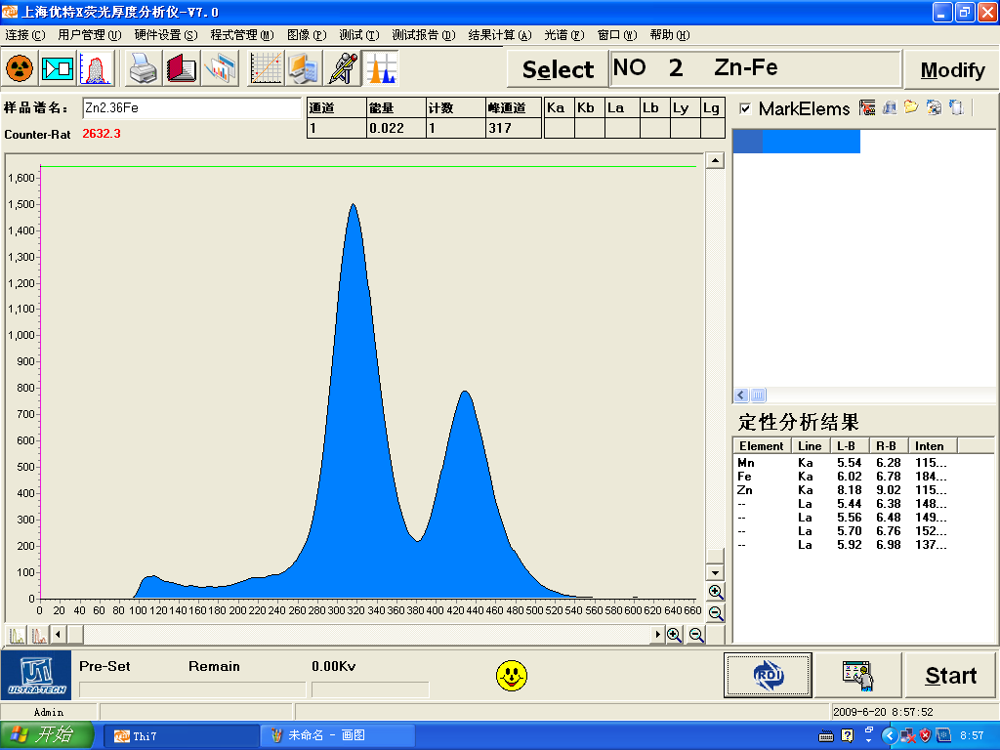 上海优特X荧光厚度分析仪-V7.0
连接(C) 用户管理(U) 硬件设置(S) 程式管理(M) 图像(P) 测试(T) 测试报告(D) 结果计算(A) 光谱(F) 窗口(W) 帮助(H)
Select NO 2 Zn-Fe Modify
样品谱名： Zn2.36Fe
Counter-Rat 2632.3
通道 能量 计数 峰通道
1 0.022 1 317
Ka Kb La Lb Ly Lg
MarkElems
1,600
1,500
1,400
1,300
1,200
1,100
1,000
900
800
700
600
500
400
300
200
100
0
0 20 40 60 80 100 120 140 160 180 200 220 240 260 280 300 320 340 360 380 400 420 440 460 480 500 520 540 560 580 600 620 640 660
定性分析结果
Element Line L-B R-B Inten
Mn Ka 5.54 6.28 115...
Fe Ka 6.02 6.78 184...
Zn Ka 8.18 9.02 115...
-- La 5.44 6.38 148...
-- La 5.56 6.48 149...
-- La 5.70 6.76 152...
-- La 5.92 6.98 137...
ULTRA-TECH
Pre-Set Remain 0.00Kv
ROI
Start
Admin
2009-6-20 8:57:52
开始 Thi7 未命名 - 画图 8:57